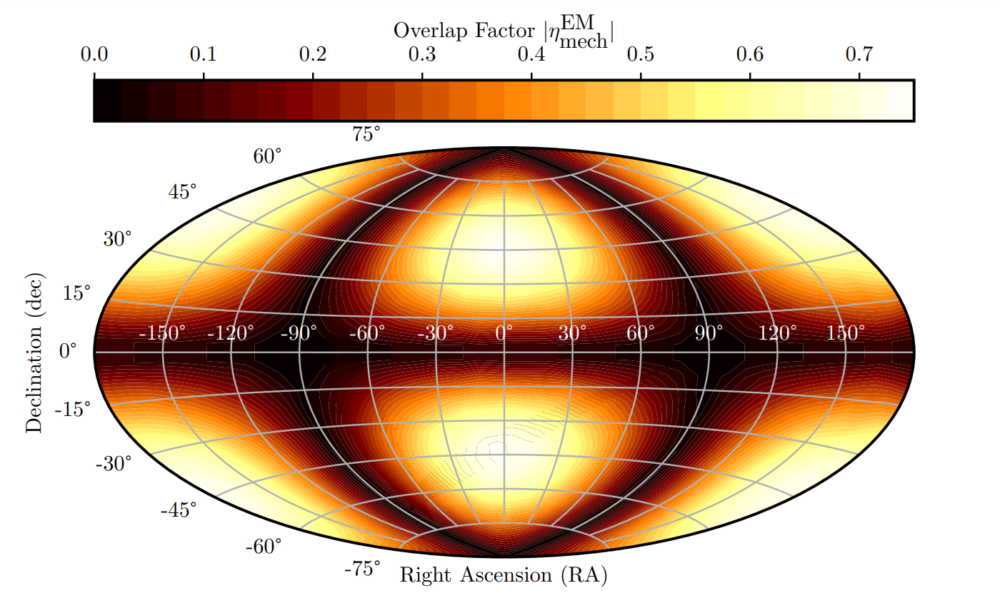 Overlap Factor |η^EM_mech|
0.0 0.1 0.2 0.3 0.4 0.5 0.6 0.7
75°
60°
45°
30°
15°
-150° -120° -90° -60° -30° 0° 30° 60° 90° 120° 150°
0°
-15°
-30°
-45°
-60°
-75°
Declination (dec)
Right Ascension (RA)